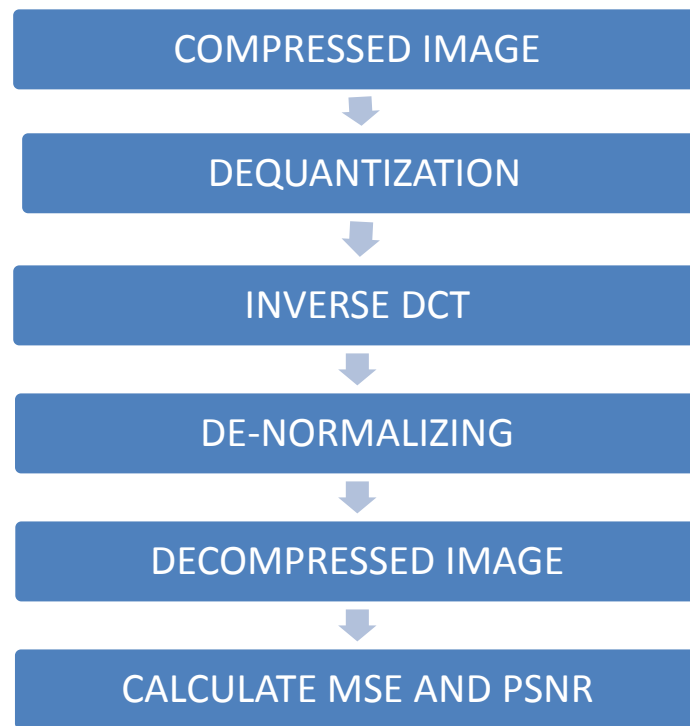 COMPRESSED IMAGE
DEQUANTIZATION
INVERSE DCT
DE-NORMALIZING
DECOMPRESSED IMAGE
CALCULATE MSE AND PSNR